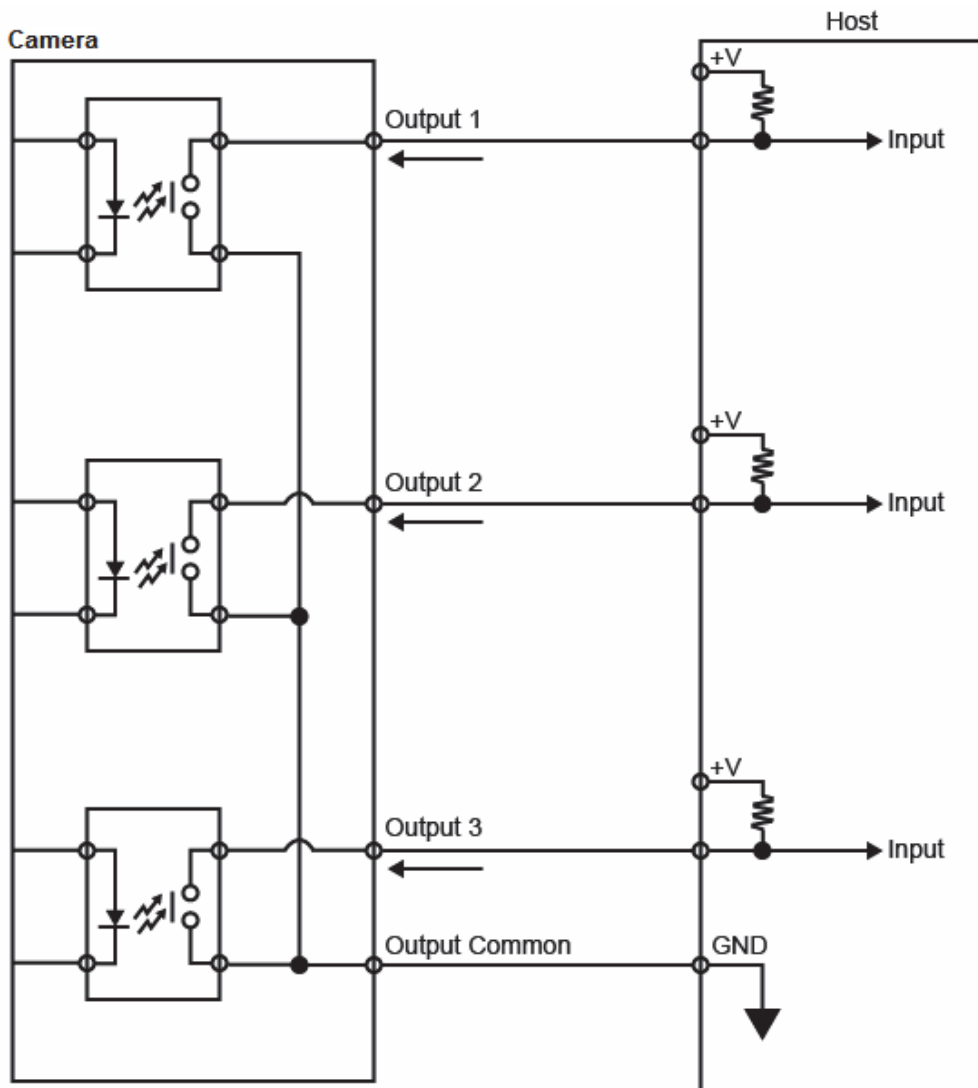 Host
Camera
+V
Output 1
Input
+V
Output 2
Input
+V
Output 3
Input
Output Common
GND